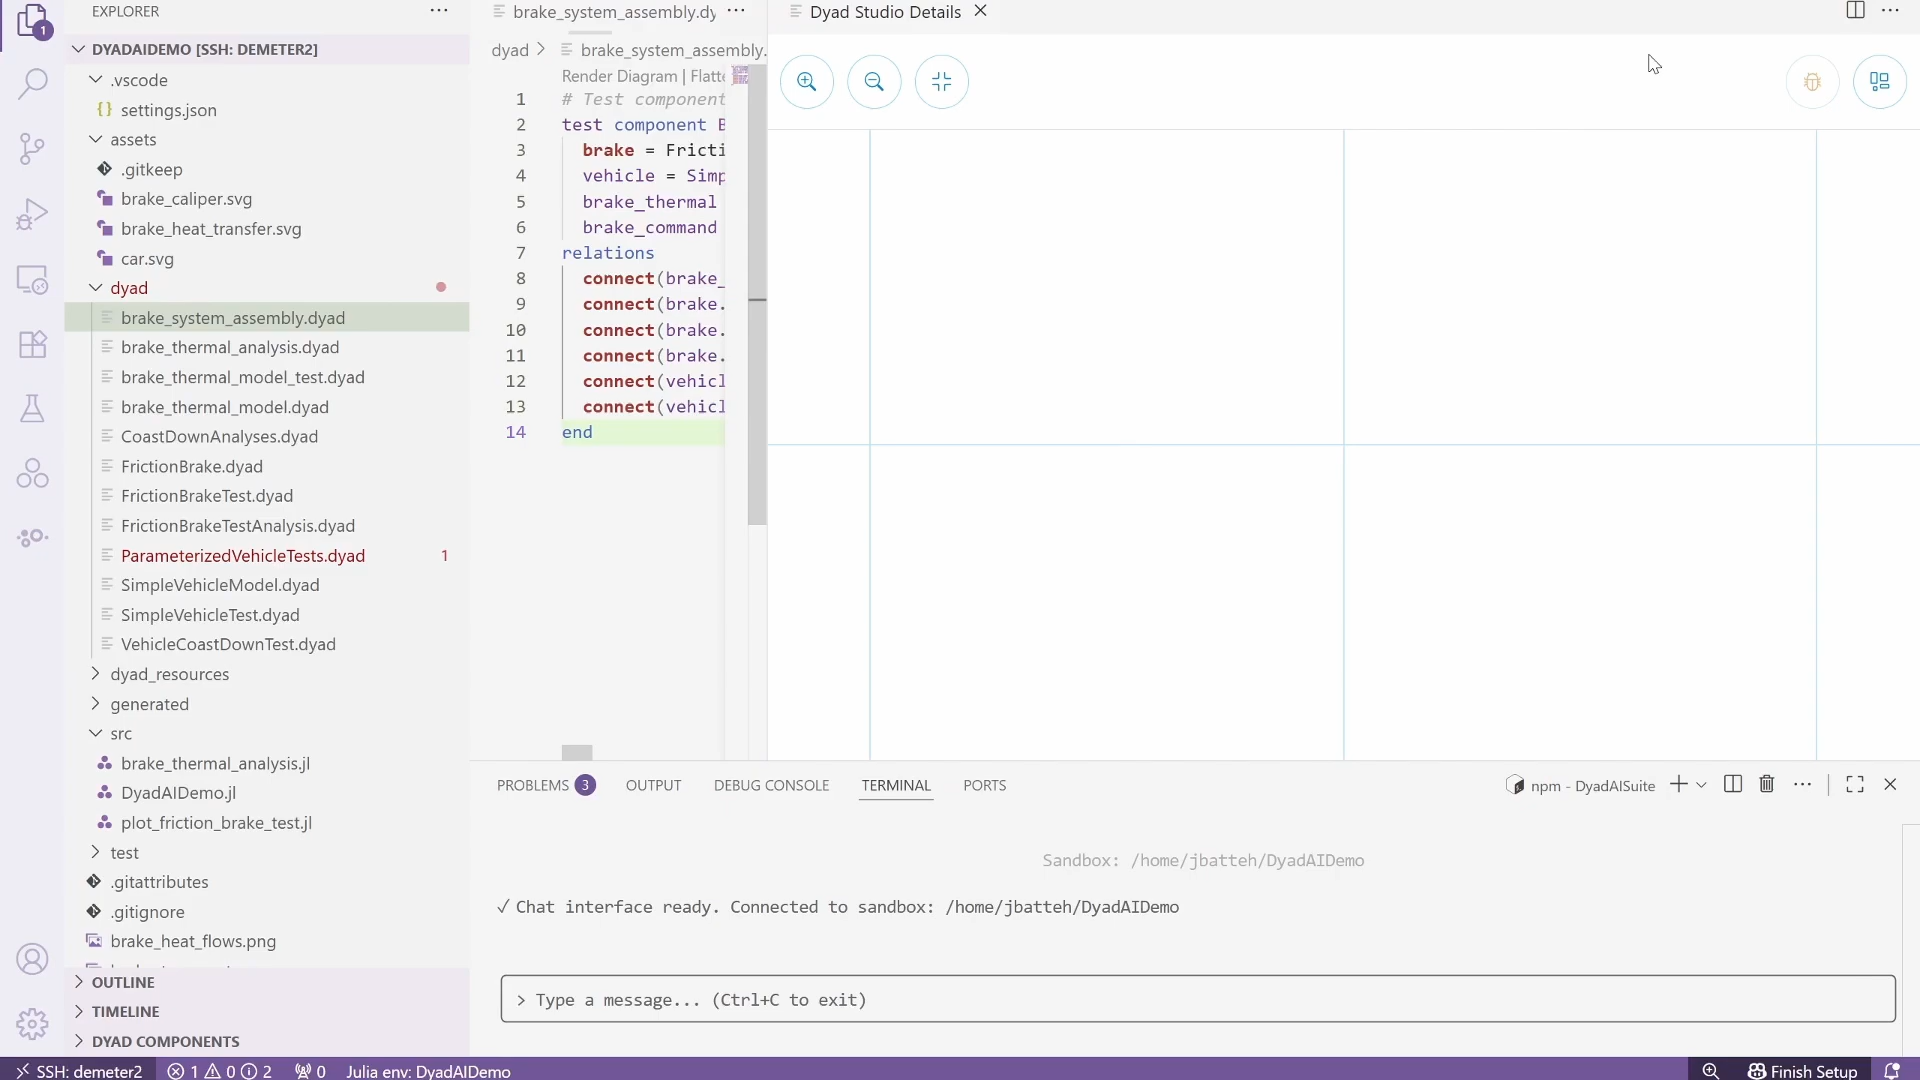 EXPLORER
DYADAIDEMO [SSH: DEMETER2]
.vscode
settings.json
assets
.gitkeep
brake_caliper.svg
brake_heat_transfer.svg
car.svg
dyad
brake_system_assembly.dyad
brake_thermal_analysis.dyad
brake_thermal_model_test.dyad
brake_thermal_model.dyad
CoastDownAnalyses.dyad
FrictionBrake.dyad
FrictionBrakeTest.dyad
FrictionBrakeTestAnalysis.dyad
ParameterizedVehicleTests.dyad 1
SimpleVehicleModel.dyad
SimpleVehicleTest.dyad
VehicleCoastDownTest.dyad
dyad_resources
generated
src
brake_thermal_analysis.jl
DyadAIDemo.jl
plot_friction_brake_test.jl
test
.gitattributes
.gitignore
brake_heat_flows.png
OUTLINE
TIMELINE
DYAD COMPONENTS
1
brake_system_assembly.dy
dyad > brake_system_assembly.
Render Diagram | Flatte
1 # Test component
2 test component B
3 brake = Fricti
4 vehicle = Simp
5 brake_thermal
6 brake_command
7 relations
8 connect(brake_
9 connect(brake.
10 connect(brake.
11 connect(brake.
12 connect(vehicl
13 connect(vehicl
14 end
Dyad Studio Details
PROBLEMS 3 OUTPUT DEBUG CONSOLE TERMINAL PORTS
npm - DyadAISuite
Sandbox: /home/jbatteh/DyadAIDemo
✓ Chat interface ready. Connected to sandbox: /home/jbatteh/DyadAIDemo
> Type a message... (Ctrl+C to exit)
SSH: demeter2 1 0 2 0 Julia env: DyadAIDemo Finish Setup